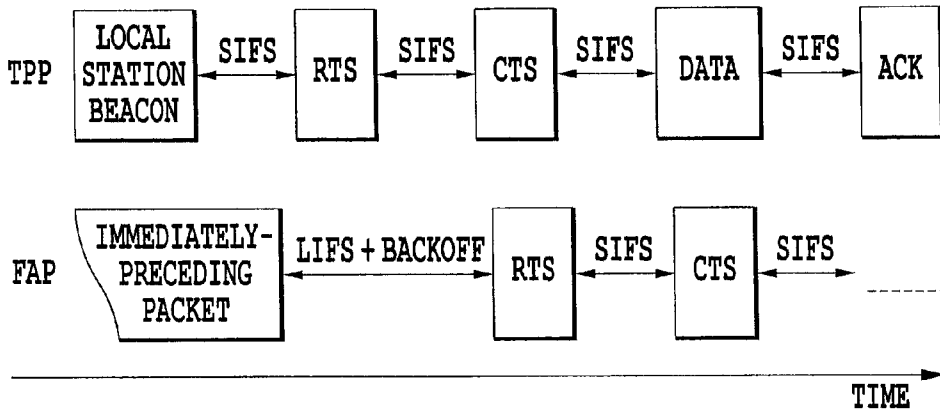 TPP
LOCAL
STATION
BEACON
SIFS
RTS
SIFS
CTS
SIFS
DATA
SIFS
ACK
FAP
IMMEDIATELY-
PRECEDING
PACKET
LIFS + BACKOFF
RTS
SIFS
CTS
SIFS
TIME